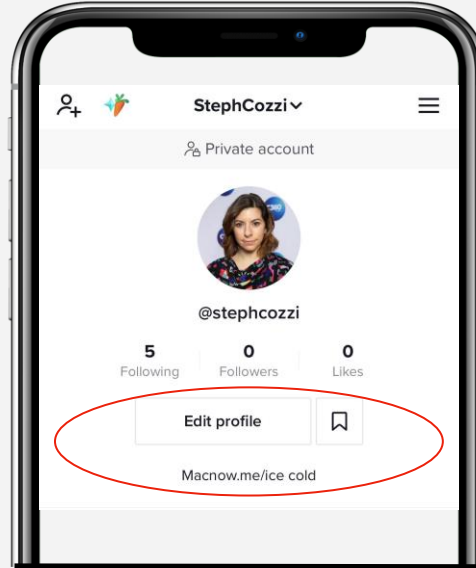 StephCozzi
Private account
@stephcozzi
5 0 0
Following Followers Likes
Edit profile
Macnow.me/ice cold